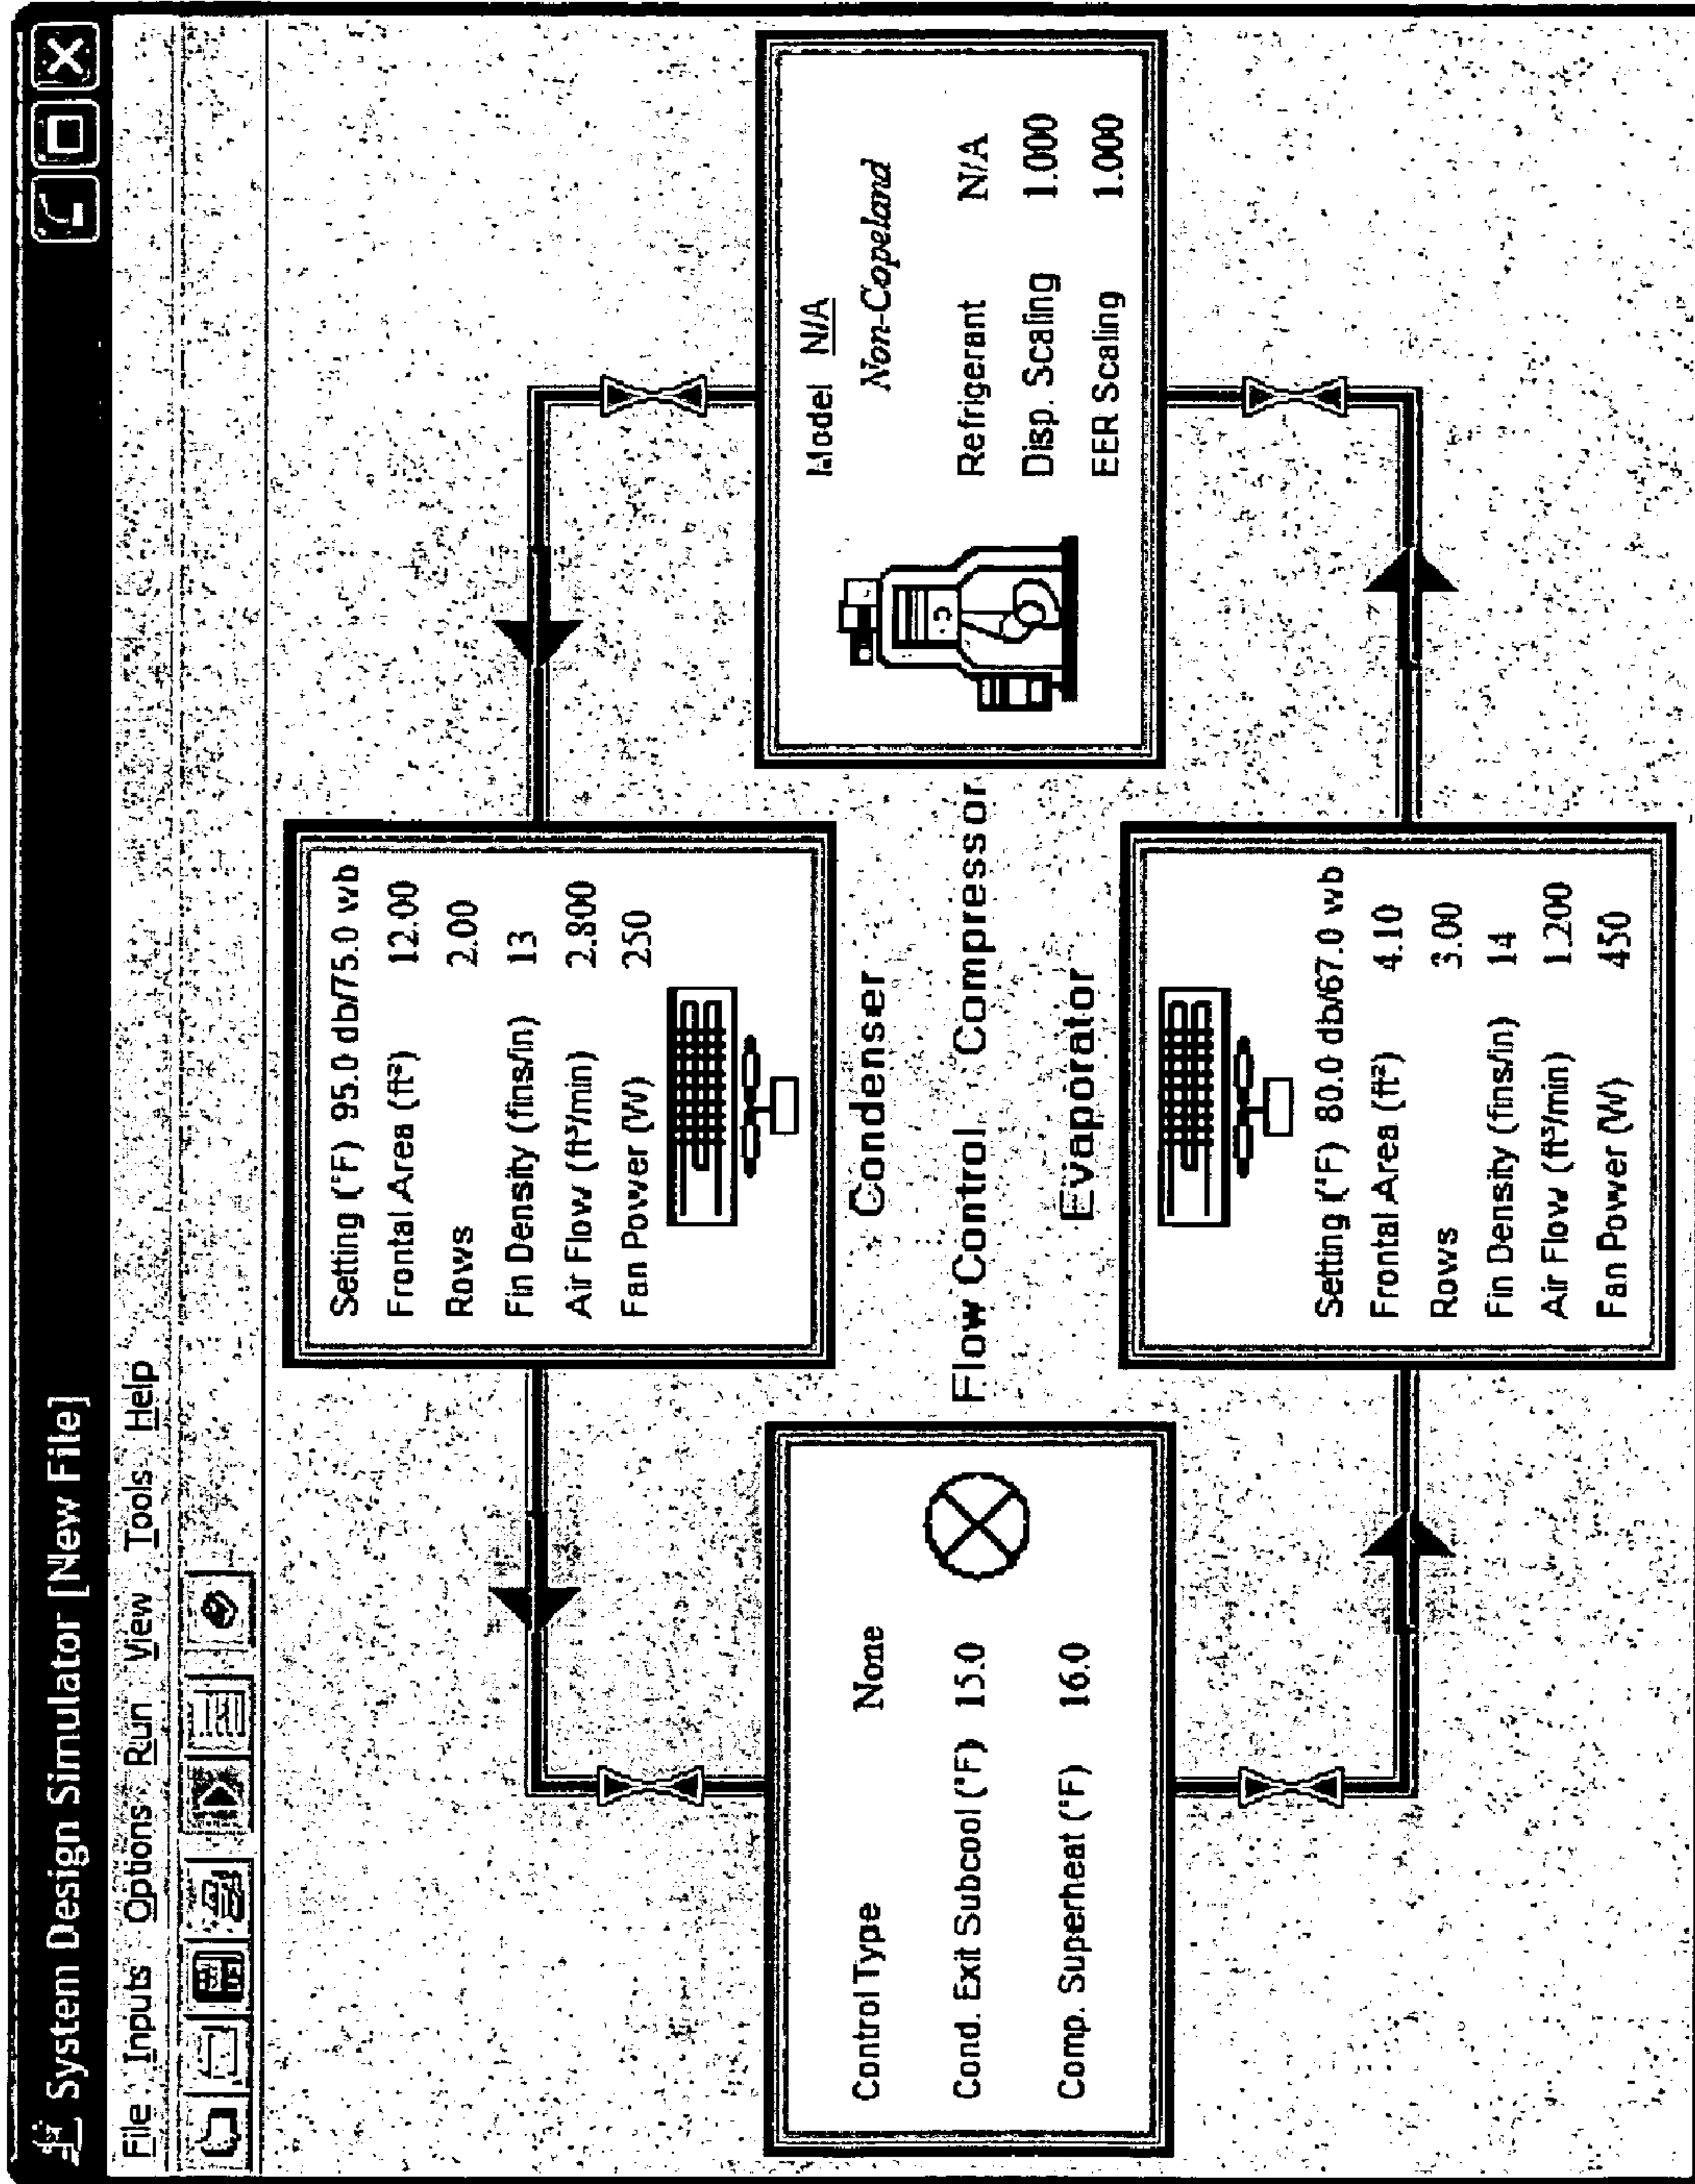 System Design Simulator [New File]
File Inputs Options Run View Tools Help
Setting (°F) 95.0 db/75.0 wb
Frontal Area (ft²) 12.00
Rows 2.00
Fin Density (fins/in) 13
Air Flow (ft³/min) 2.800
Fan Power (W) 250
Condenser
Control Type None
Cond. Exit Subcool (°F) 15.0
Comp. Superheat (°F) 16.0
Flow Control Compressor
Model N/A
Non-Copeland
Refrigerant N/A
Disp. Scaling 1.000
EER Scaling 1.000
Evaporator
Setting (°F) 80.0 db/67.0 wb
Frontal Area (ft²) 4.10
Rows 3.00
Fin Density (fins/in) 14
Air Flow (ft³/min) 1.200
Fan Power (W) 450